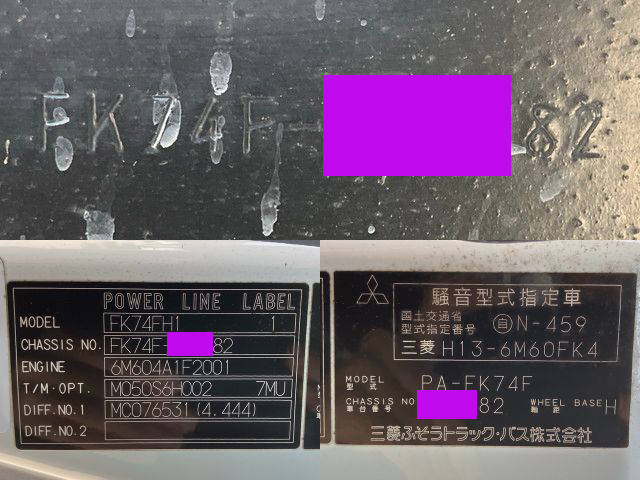 FK74F- 82
POWER LINE LABEL
MODEL FK74FH1 1
CHASSIS NO. FK74F- 82
ENGINE 6M604A1F2001
T/M·OPT. M050S6H002 7MU
DIFF.NO.1 MC076531(4.444)
DIFF.NO.2
騒音型式指定車
国土交通省
型式指定番号 自N-459
三菱 H13-6M60FK4
MODEL
型式 PA-FK74F
CHASSIS NO
車台番号 82 WHEEL BASE
軸距 H
三菱ふそうトラック・バス株式会社